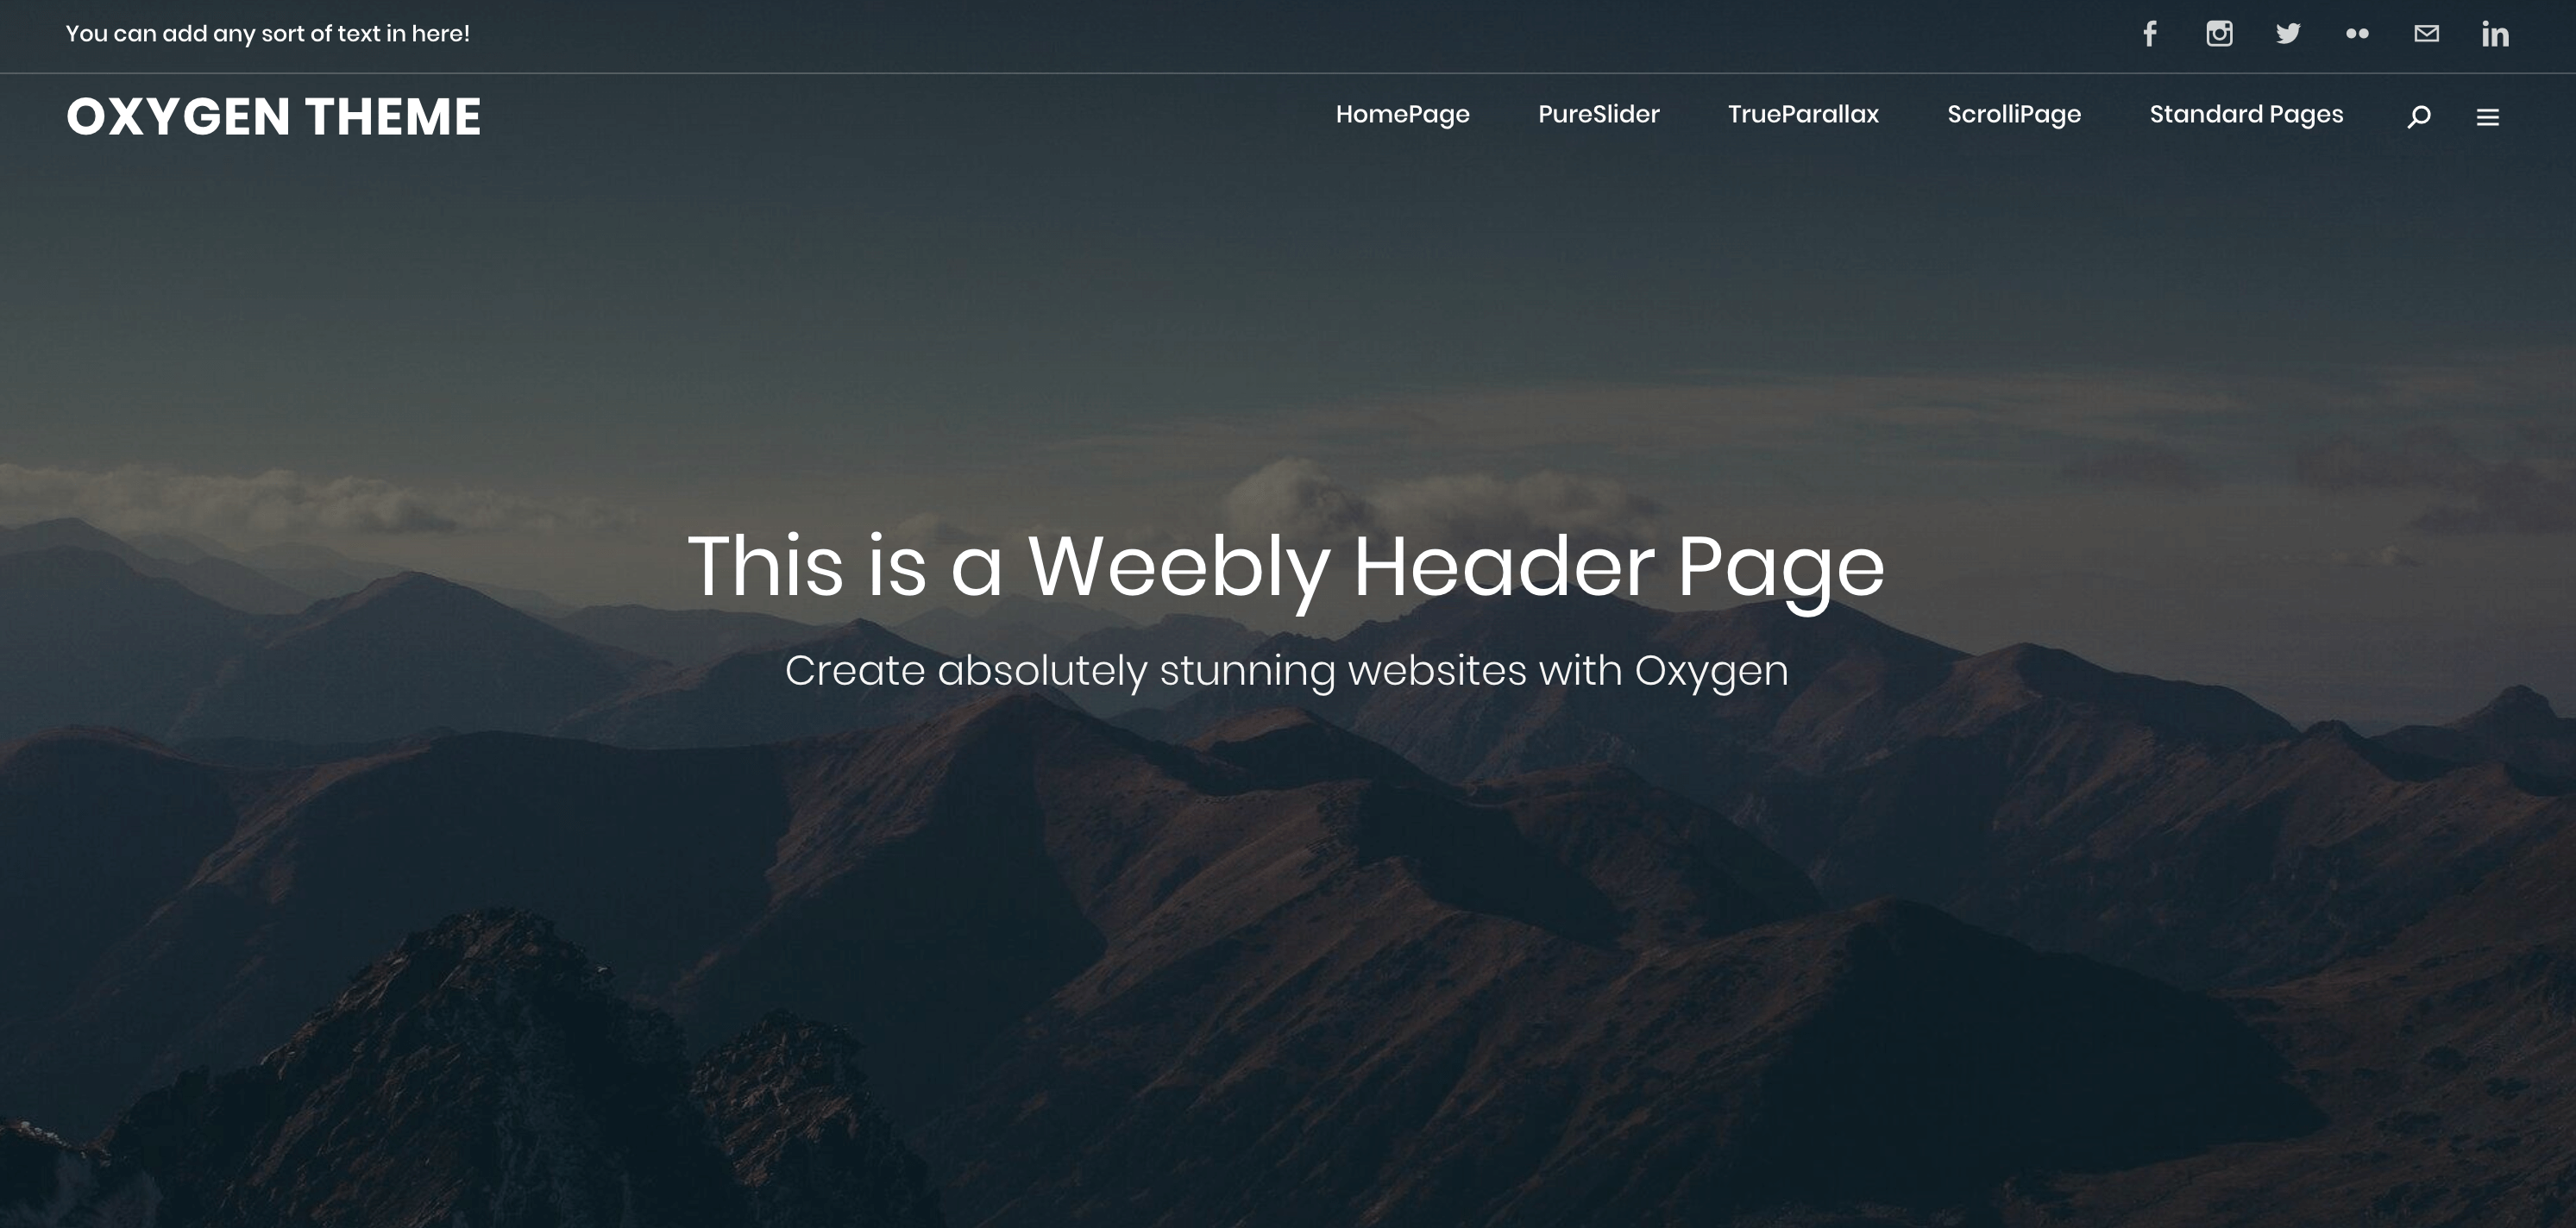 You can add any sort of text in here!
OXYGEN THEME
HomePage PureSlider TrueParallax ScrolliPage Standard Pages
This is a Weebly Header Page
Create absolutely stunning websites with Oxygen